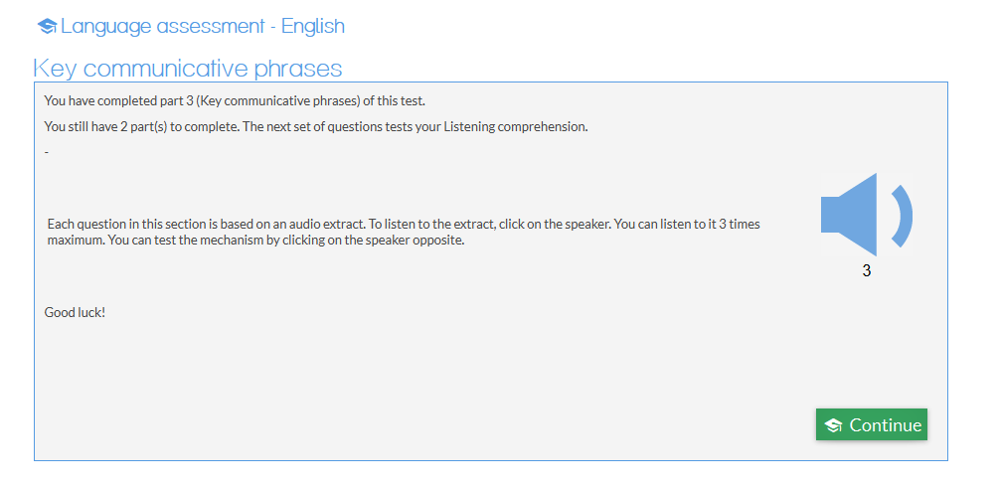 Language assessment - English
Key communicative phrases
You have completed part 3 (Key communicative phrases) of this test.
You still have 2 part(s) to complete. The next set of questions tests your Listening comprehension.
-
Each question in this section is based on an audio extract. To listen to the extract, click on the speaker. You can listen to it 3 times
maximum. You can test the mechanism by clicking on the speaker opposite.
3
Good luck!
Continue